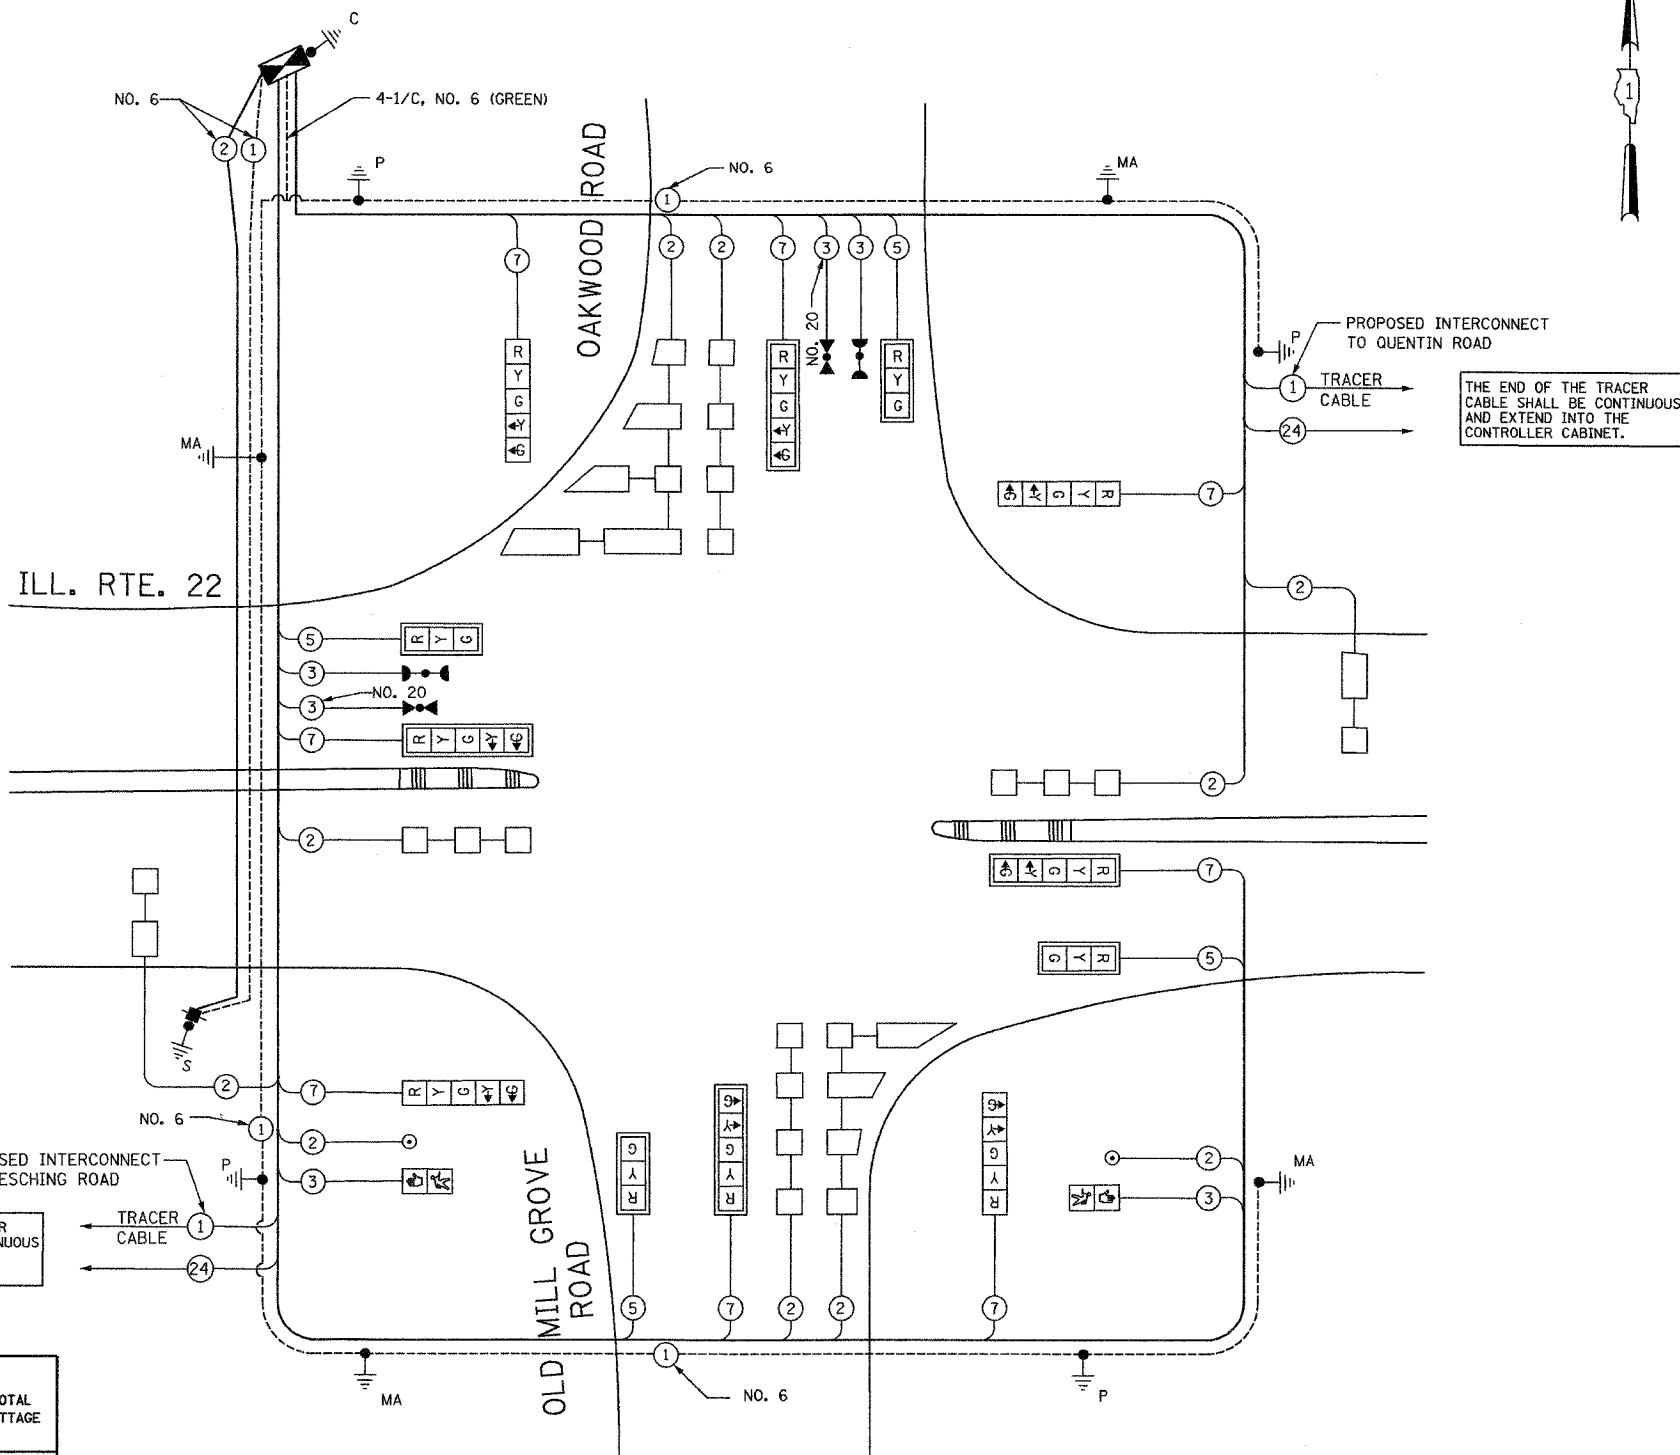 C
NO. 6
4-1/C, NO. 6 (GREEN)
1
2
1
P
OAKWOOD ROAD
NO. 6
1
MA
7
2
2
7
3
3
5
NO. 20
R
Y
G
Y
G
R
Y
G
Y
G
R
Y
G
P
PROPOSED INTERCONNECT
TO QUENTIN ROAD
1
TRACER
CABLE
24
THE END OF THE TRACER
CABLE SHALL BE CONTINUOUS
AND EXTEND INTO THE
CONTROLLER CABINET.
MA
G Y G Y R
7
ILL. RTE. 22
2
5
R Y G
3
3
NO. 20
7
R Y G Y G
2
2
G Y G Y R
7
G Y R
5
S
2
7
R Y G Y G
NO. 6
1
2
3
SED INTERCONNECT
ESCHING ROAD
P
TRACER
CABLE
1
24
R
NUOUS
OLD MILL GROVE
ROAD
G
Y
R
G
Y
G
Y
R
G
Y
G
Y
R
5
7
2
2
7
2
3
MA
MA
1
NO. 6
P
OTAL
TTAGE